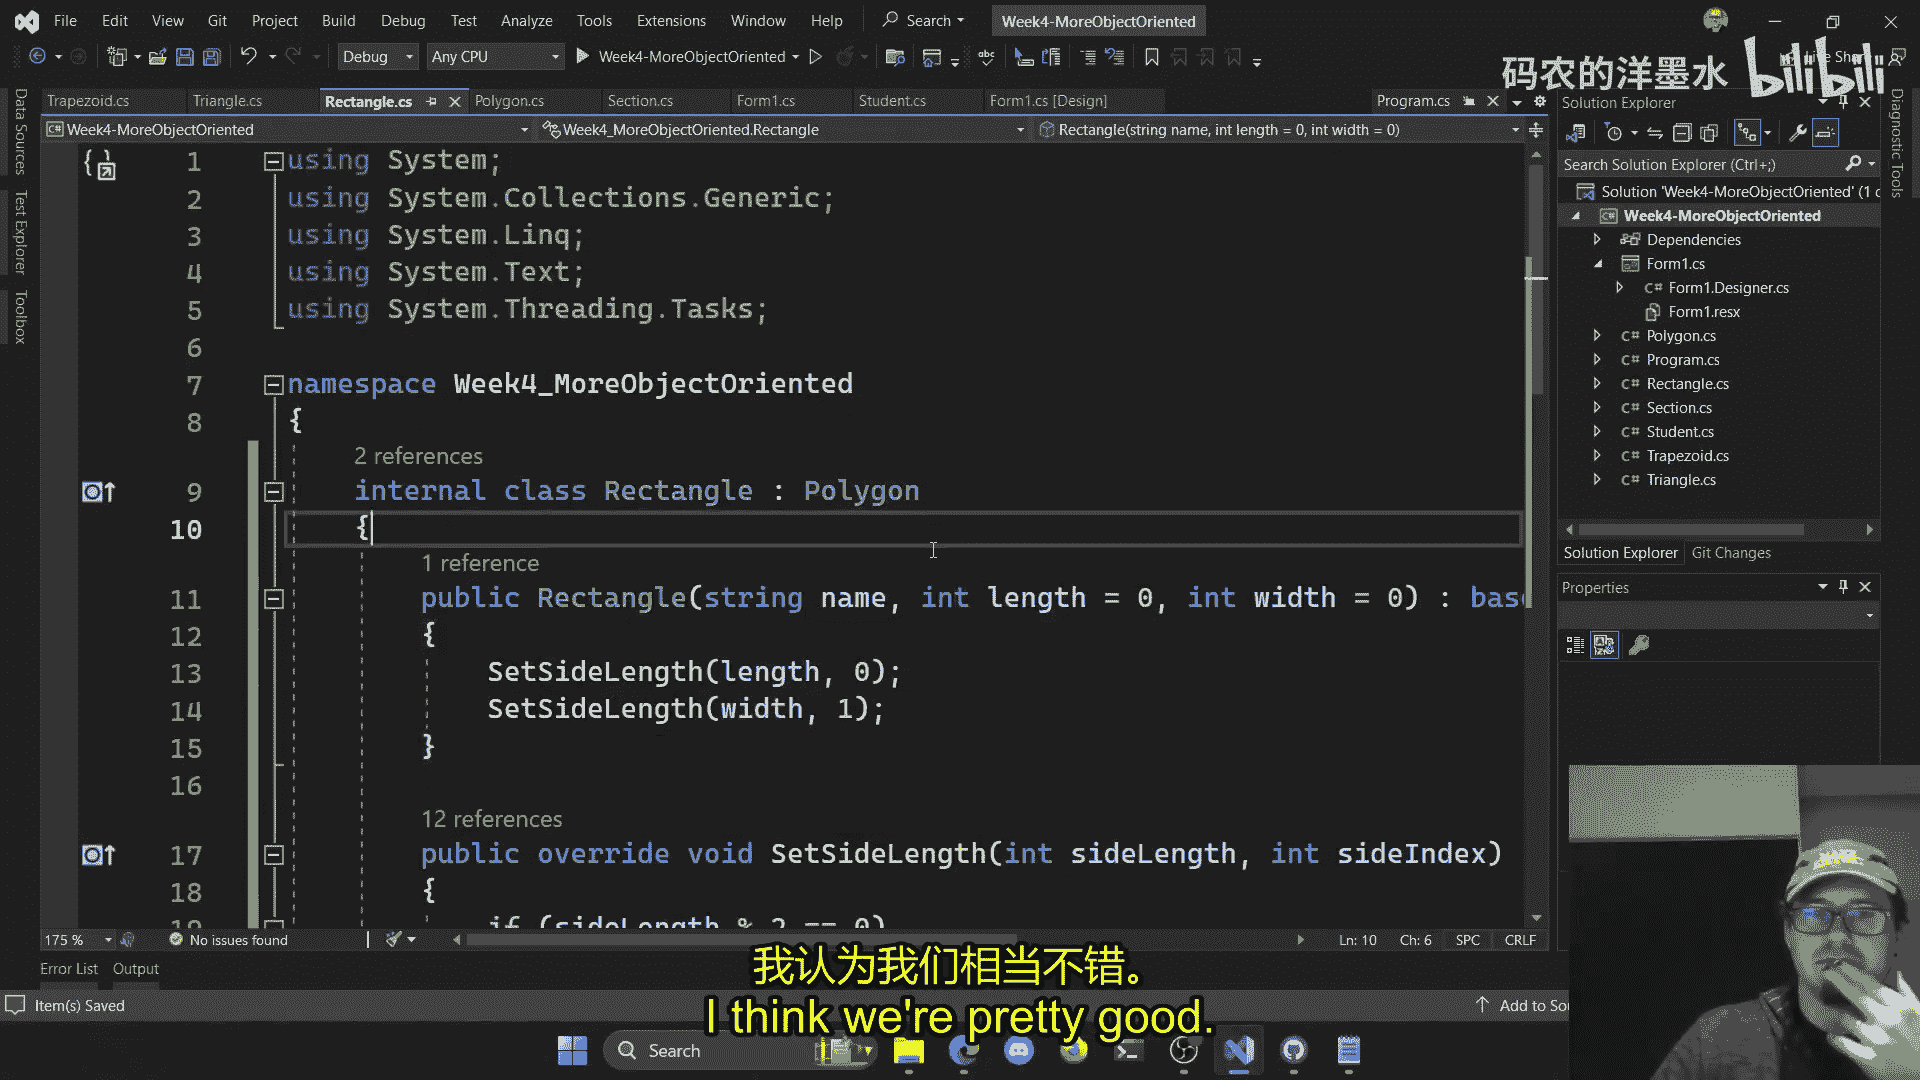 File Edit View Git Project Build Debug Test Analyze Tools Extensions Window Help Search Week4-MoreObjectOriented
Debug Any CPU Week4-MoreObjectOriented
码农的洋墨水 bilibili
Trapezoid.cs Triangle.cs Rectangle.cs Polygon.cs Section.cs Form1.cs Student.cs Form1.cs [Design] Program.cs
Week4-MoreObjectOriented Week4_MoreObjectOriented.Rectangle Rectangle(string name, int length = 0, int width = 0)
Data Sources
Test Explorer
Toolbox
1 using System;
2 using System.Collections.Generic;
3 using System.Linq;
4 using System.Text;
5 using System.Threading.Tasks;
6
7 namespace Week4_MoreObjectOriented
8 {
2 references
9 internal class Rectangle : Polygon
10 {
1 reference
11 public Rectangle(string name, int length = 0, int width = 0) : bas
12 {
13 SetSideLength(length, 0);
14 SetSideLength(width, 1);
15 }
16
12 references
17 public override void SetSideLength(int sideLength, int sideIndex)
18 {
if (sideLength % 2 == 0)
175 % No issues found Ln: 10 Ch: 6 SPC CRLF
Error List Output
Item(s) Saved
Add to So
Solution Explorer
Search Solution Explorer (Ctrl+;)
Solution 'Week4-MoreObjectOriented' (1
Week4-MoreObjectOriented
Dependencies
Form1.cs
C# Form1.Designer.cs
Form1.resx
C# Polygon.cs
C# Program.cs
C# Rectangle.cs
C# Section.cs
C# Student.cs
C# Trapezoid.cs
C# Triangle.cs
Solution Explorer Git Changes
Properties
Diagnostic Tools
我认为我们相当不错。
I think we're pretty good.
Search